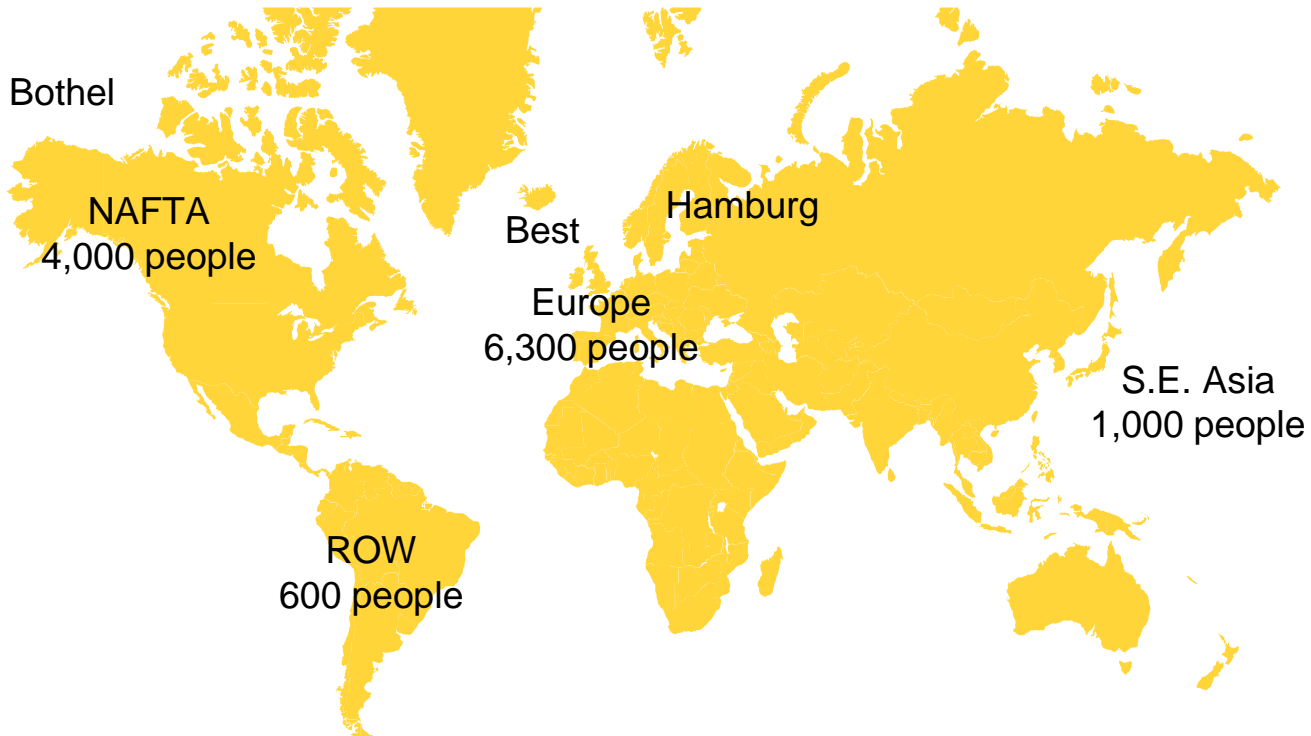 Bothel
NAFTA
4,000 people
Best
Hamburg
Europe
6,300 people
S.E. Asia
1,000 people
ROW
600 people